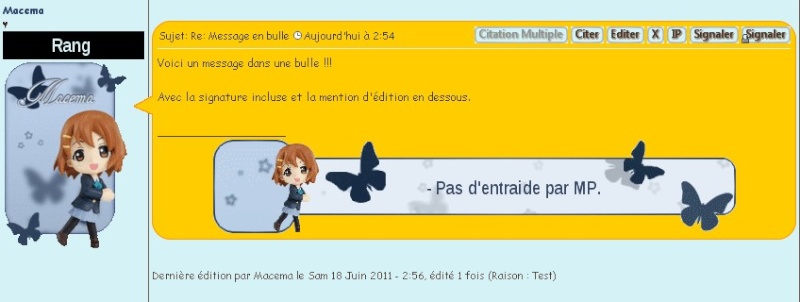 Macema
♥
Rang
Macema
Sujet: Re: Message en bulle Aujourd'hui à 2:54
Citation Multiple Citer Editer X IP Signaler Signaler
Voici un message dans une bulle !!!
Avec la signature incluse et la mention d'édition en dessous.
- Pas d'entraide par MP.
Dernière édition par Macema le Sam 18 Juin 2011 - 2:56, édité 1 fois (Raison : Test)